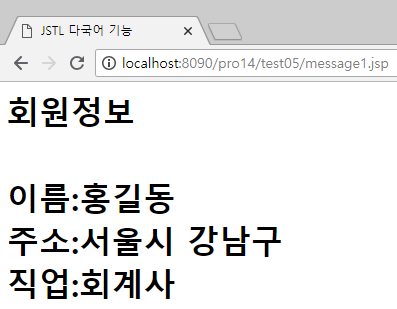 JSTL 다국어 기능
localhost:8090/pro14/test05/message1.jsp
회원정보
이름:홍길동
주소:서울시 강남구
직업:회계사